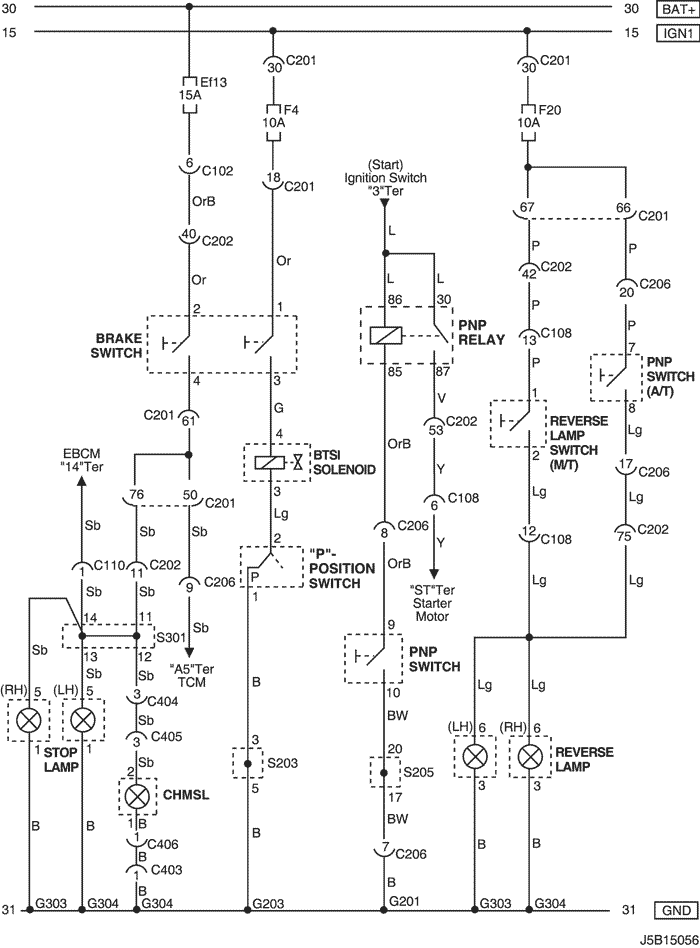 30 30 BAT+
15 15 IGN1
30 C201 30 C201
Ef13
15A
F4
10A
F20
10A
6 C102
OrB
18 C201
(Start)
Ignition Switch
"3"Ter
L
67 66 C201
40 C202
Or Or
P P
42 C202
20 C206
L L
2 1
86 30
P P
BRAKE
SWITCH
PNP
RELAY
13 C108
P
7
PNP
SWITCH
(A/T)
4 3
85 87
G
V
1
8
C201 61
C202
53
REVERSE
LAMP
SWITCH
(M/T)
2
Lg
4
BTSI
SOLENOID
3
OrB
Y
EBCM
"14"Ter
17 C206
76 50 C201
Lg
Lg
C108
6
Y
Sb Sb Sb
2
"P"-
POSITION
SWITCH
P
1
C206
8
12 C108
75 C202
C110 C202
1 11
C206
9
OrB
"ST"Ter
Starter
Motor
Lg Lg
Sb Sb
Sb
14 11
S301
13 12
9
PNP
SWITCH
10
Sb Sb Sb
"A5"Ter
TCM
B
Lg Lg
(RH) 5 (LH) 5
3 C404
Sb
BW
(LH) 6 (RH) 6
1 1
STOP
LAMP
3 C405
Sb
3
S203
5
20
S205
17
REVERSE
LAMP
3 3
2
CHMSL
1 B
BW
B B
1 C406
B
1 C403
B
B
7 C206
B
B B
31 G303 G304 G304 G203 G201 G303 G304 31 GND
J5B15056